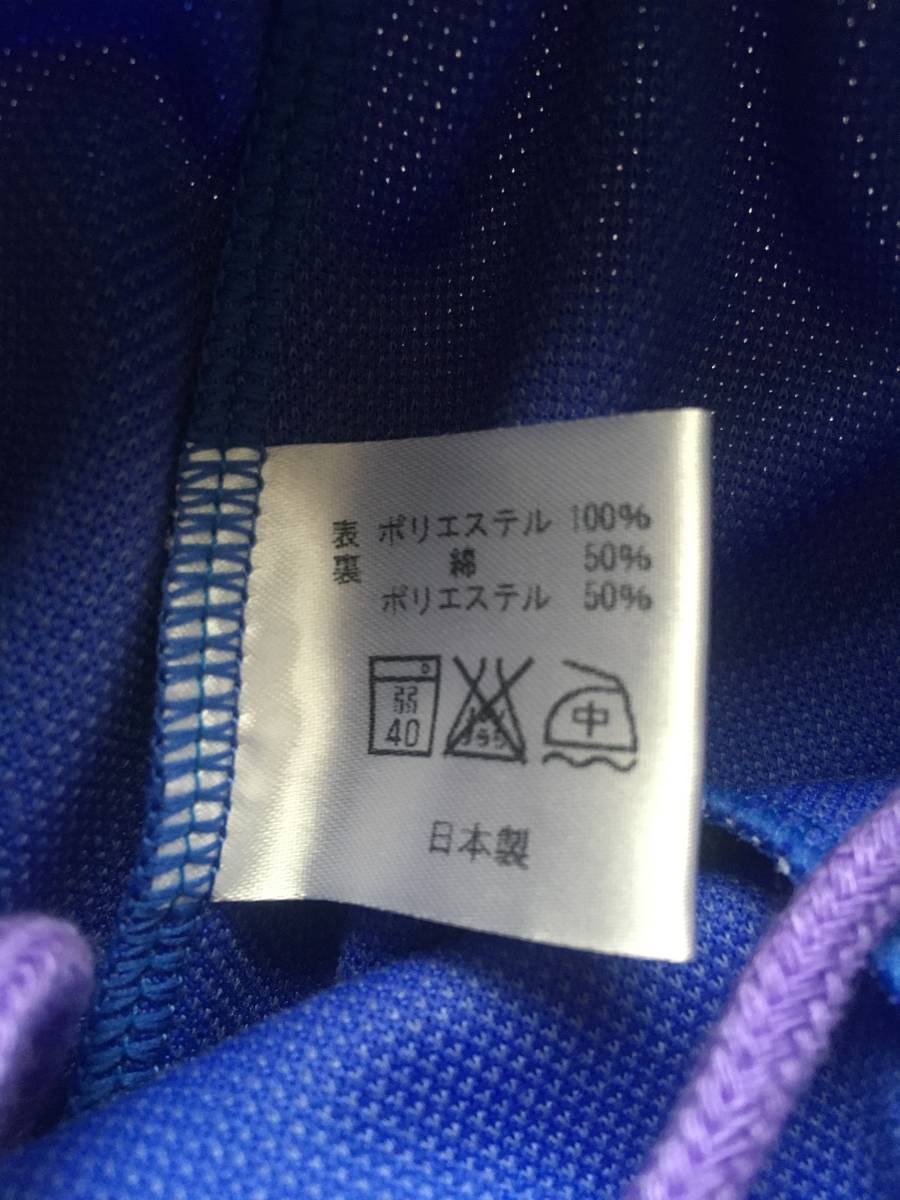 表 ポリエステル 100%
裏 綿 50%
ポリエステル 50%
弱
40
中
日本製